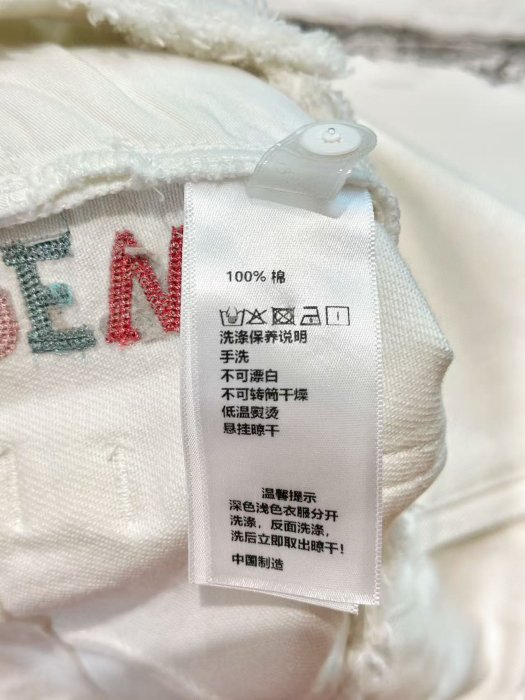 EN
100% 棉
洗涤保养说明
手洗
不可漂白
不可转筒干燥
低温熨烫
悬挂晾干
温馨提示
深色浅色衣服分开
洗涤，反面洗涤，
洗后立即取出晾干！
中国制造